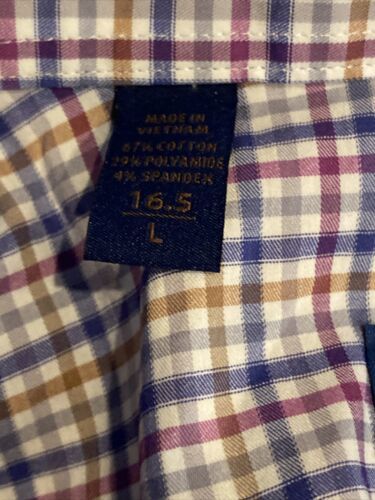 MADE IN
VIETNAM
67% COTTON
29% POLYAMIDE
4% SPANDEX
16.5
L